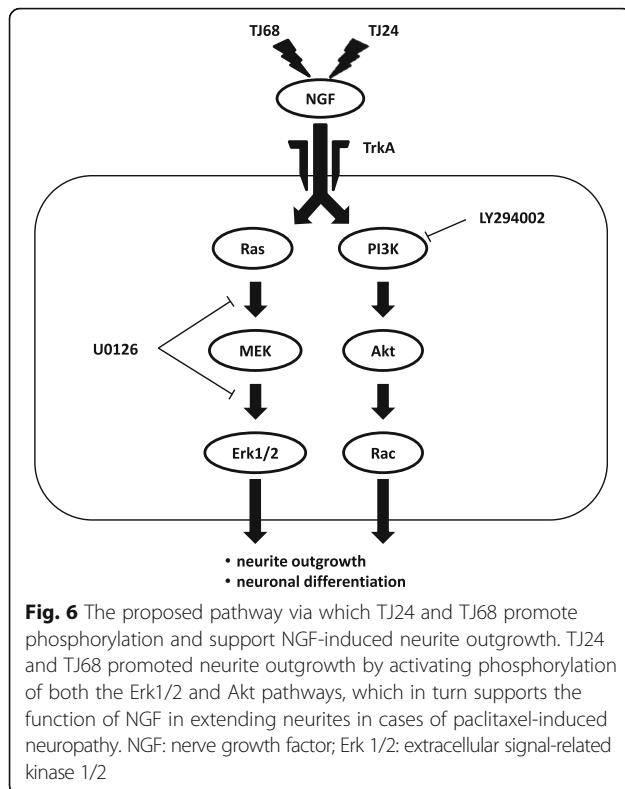 TJ68 TJ24
NGF
TrkA
LY294002
Ras PI3K
U0126 MEK Akt
Erk1/2 Rac
• neurite outgrowth
• neuronal differentiation
Fig. 6 The proposed pathway via which TJ24 and TJ68 promote
phosphorylation and support NGF-induced neurite outgrowth. TJ24
and TJ68 promoted neurite outgrowth by activating phosphorylation
of both the Erk1/2 and Akt pathways, which in turn supports the
function of NGF in extending neurites in cases of paclitaxel-induced
neuropathy. NGF: nerve growth factor; Erk 1/2: extracellular signal-related
kinase 1/2